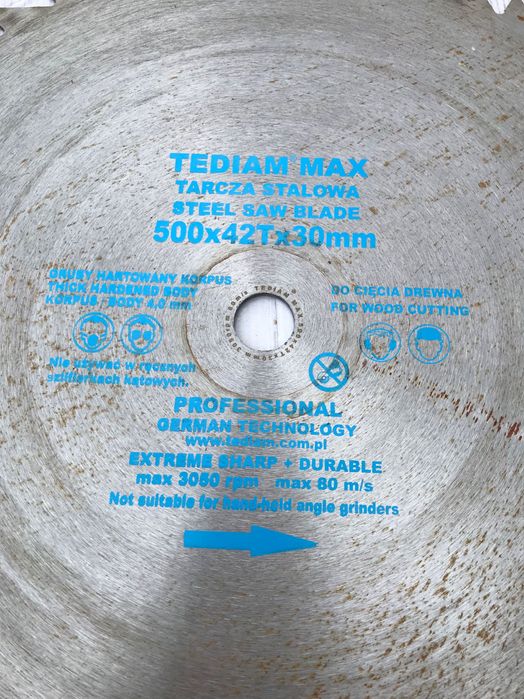 TEDIAM MAX
TARCZA STALOWA
STEEL SAW BLADE
500x42Tx30mm
GRUBY HARTOWANY KORPUS
THICK HARDENED BODY
KORPUS / BODY 4,0 mm
Nie używać w ręcznych
szlifierkach kątowych.
DO CIĘCIA DREWNA
FOR WOOD CUTTING
TEDIAM MAX
PROFESSIONAL
GERMAN TECHNOLOGY
www.tediam.com.pl
EXTREME SHARP + DURABLE
max 3050 rpm max 80 m/s
Not suitable for hand-held angle grinders